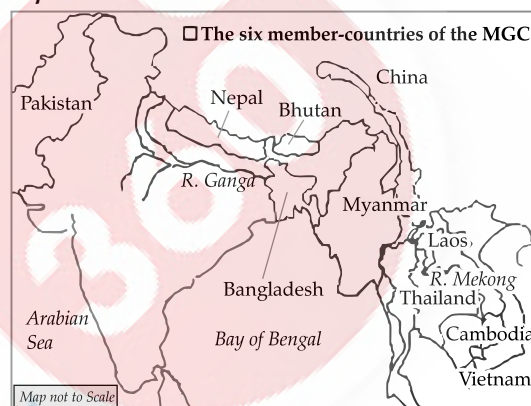 The six member-countries of the MGC
China
Pakistan
Nepal
Bhutan
R. Ganga
Myanmar
Laos
R. Mekong
Bangladesh
Thailand
Arabian
Sea
Bay of Bengal
Cambodia
Vietnam
Map not to Scale
360